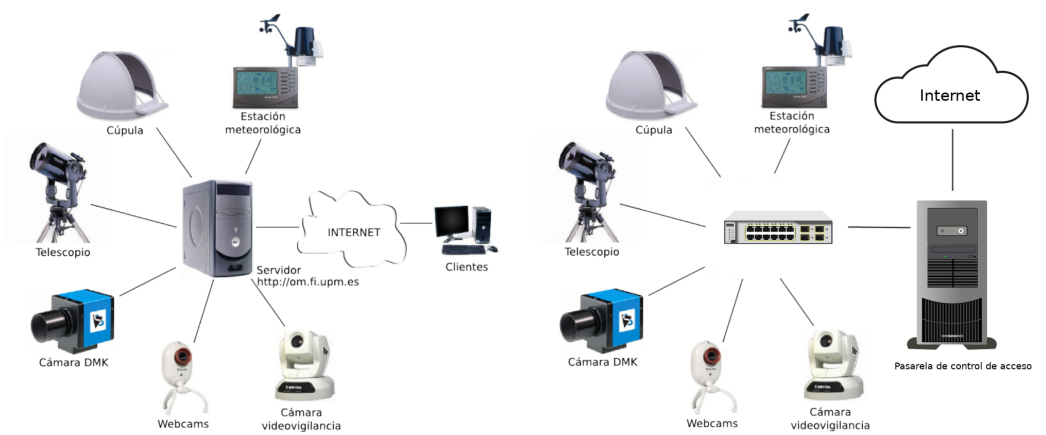 Estación
meteorológica
Cúpula
Telescopio
INTERNET
Clientes
Servidor
http://om.fi.upm.es
Cámara DMK
Webcams
Cámara
videovigilancia
Estación
meteorológica
Cúpula
Internet
Telescopio
Cámara DMK
Pasarela de control de acceso
Webcams
Cámara
videovigilancia